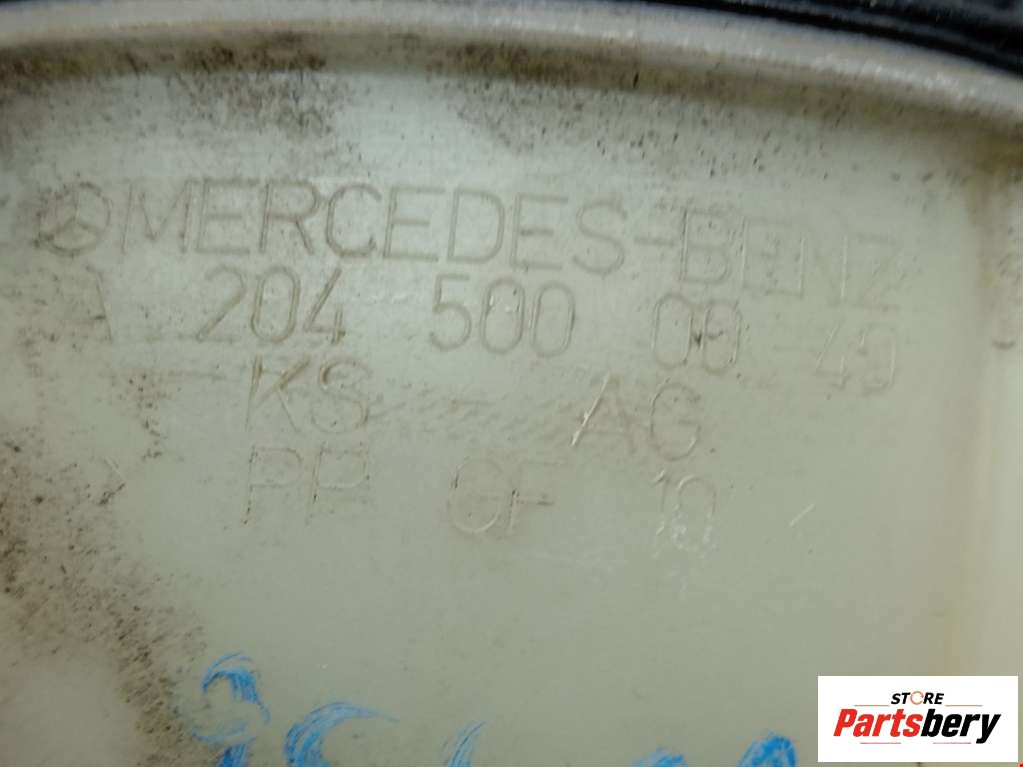 MERCEDES-BENZ
A 204 500 00 49
KS AG
PP GF 10
STORE
Partsbery